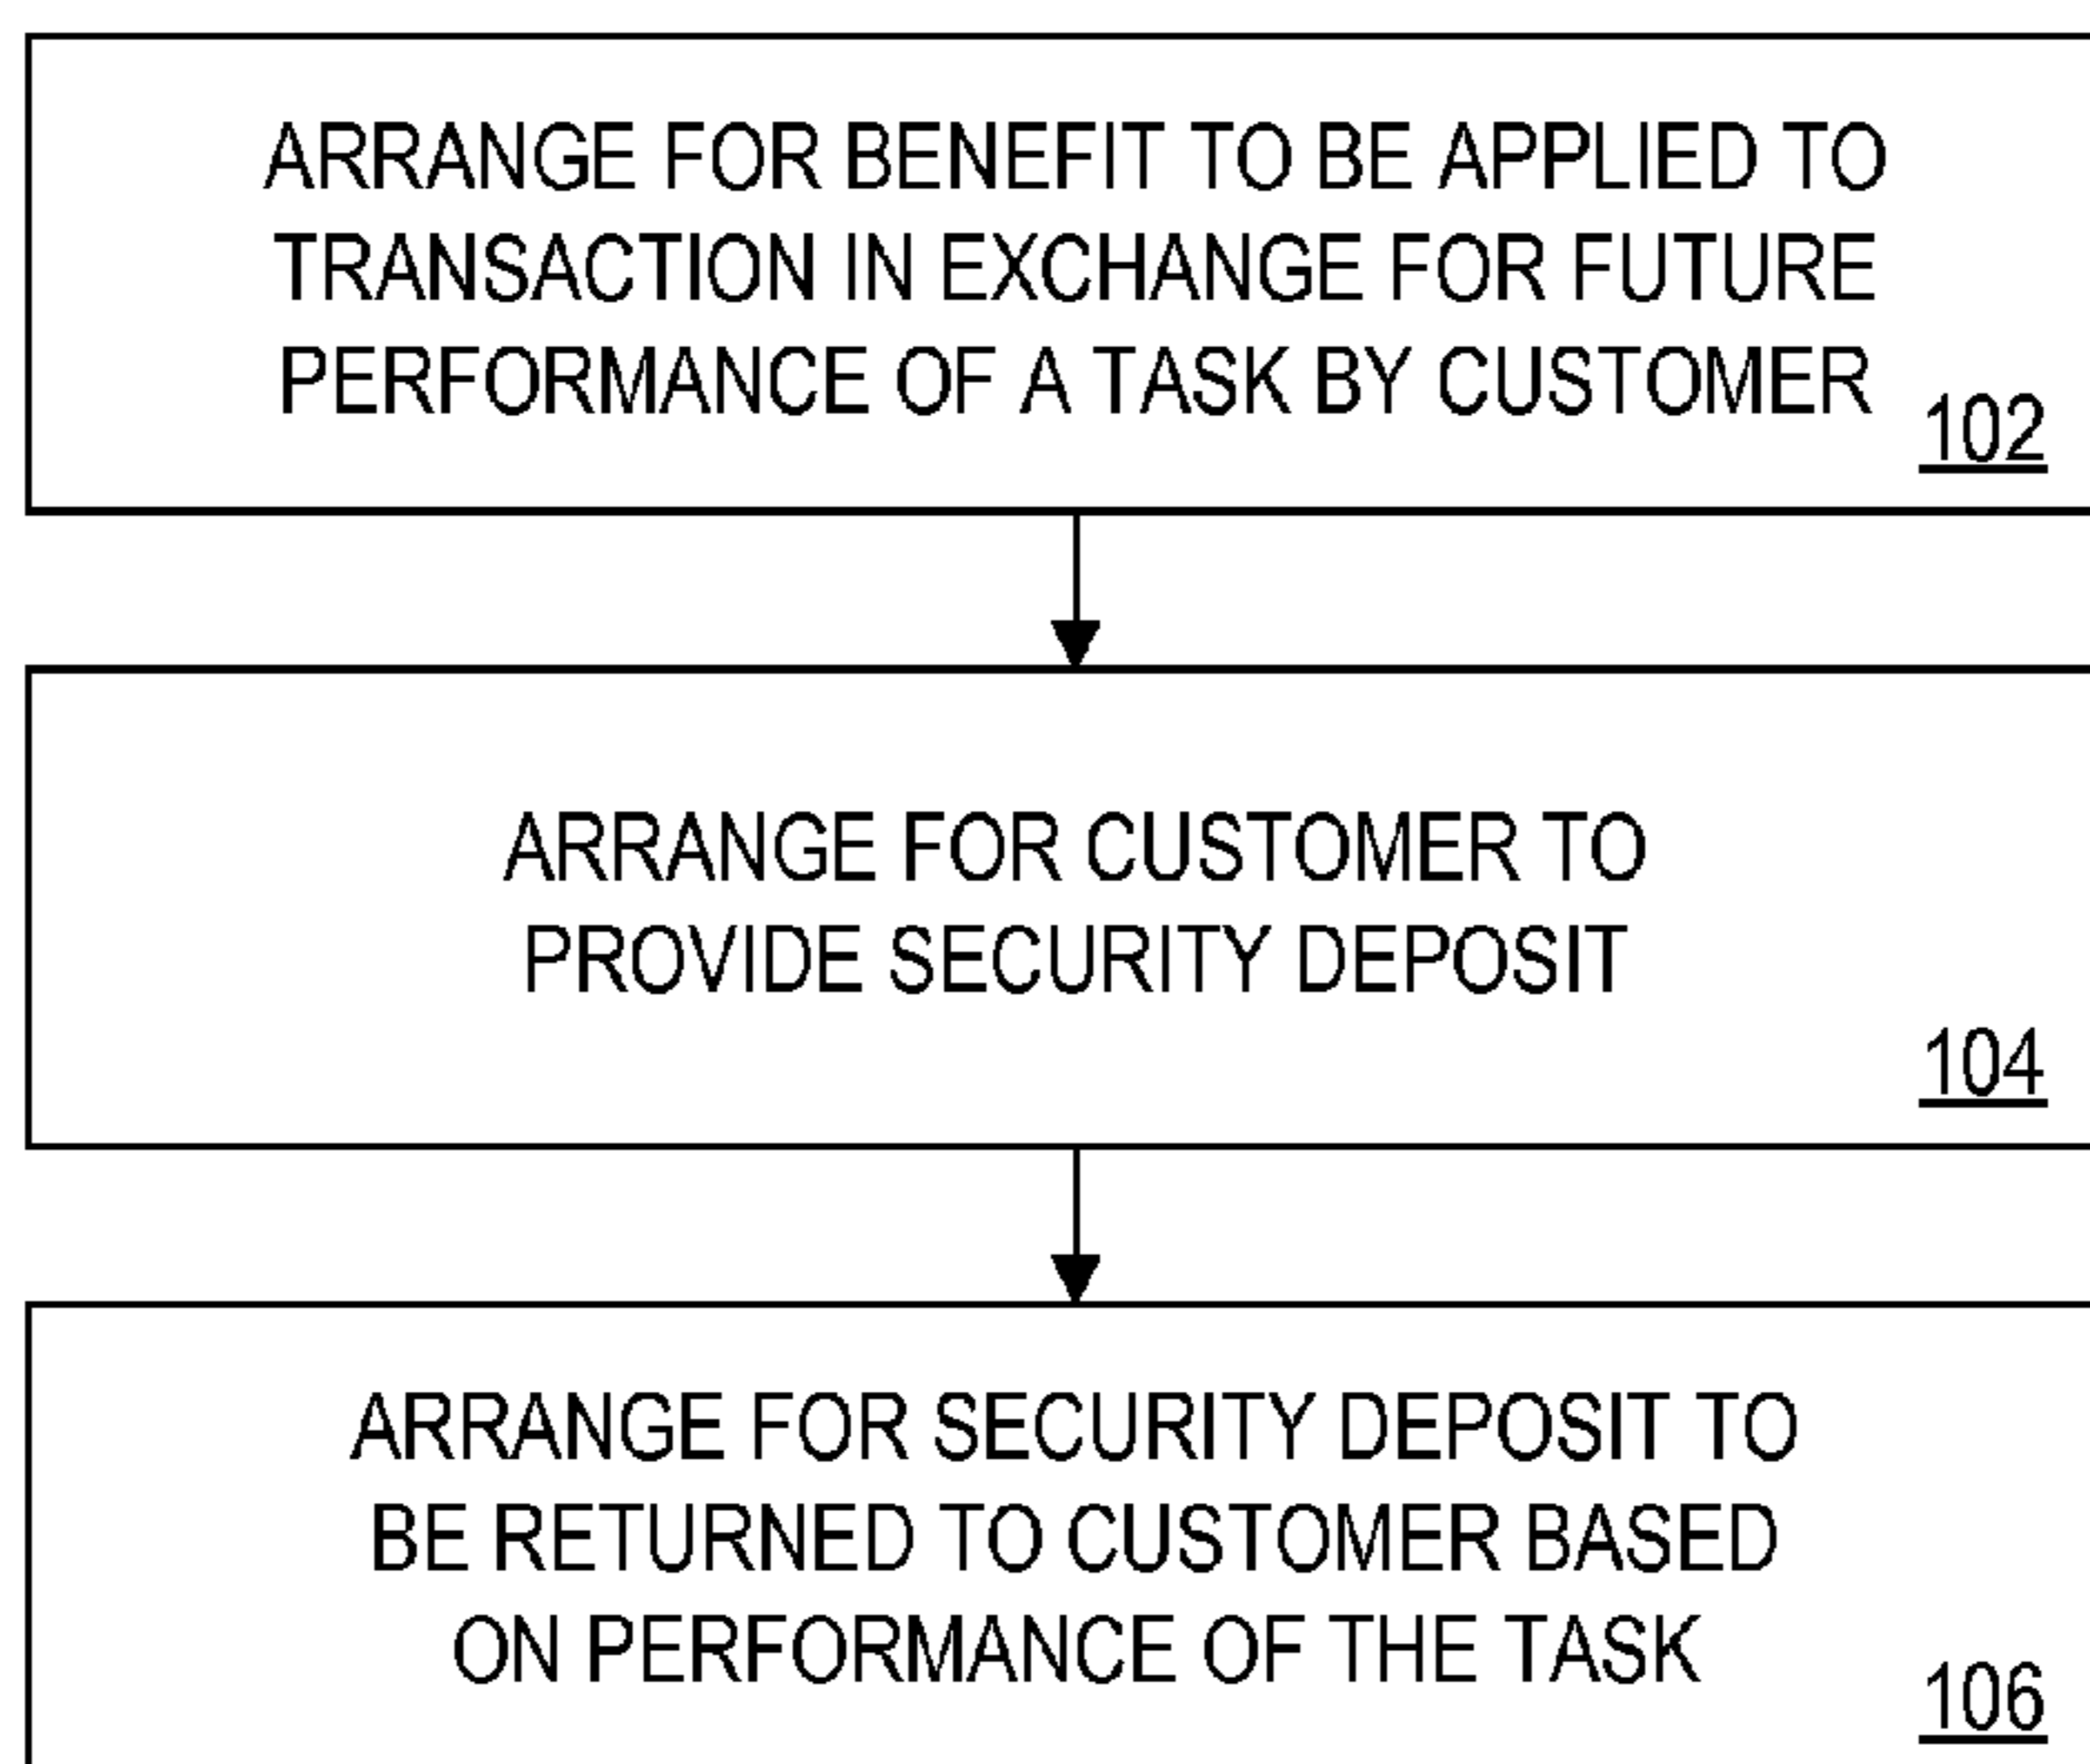 ARRANGE FOR BENEFIT TO BE APPLIED TO
TRANSACTION IN EXCHANGE FOR FUTURE
PERFORMANCE OF A TASK BY CUSTOMER
102
ARRANGE FOR CUSTOMER TO
PROVIDE SECURITY DEPOSIT
104
ARRANGE FOR SECURITY DEPOSIT TO
BE RETURNED TO CUSTOMER BASED
ON PERFORMANCE OF THE TASK
106